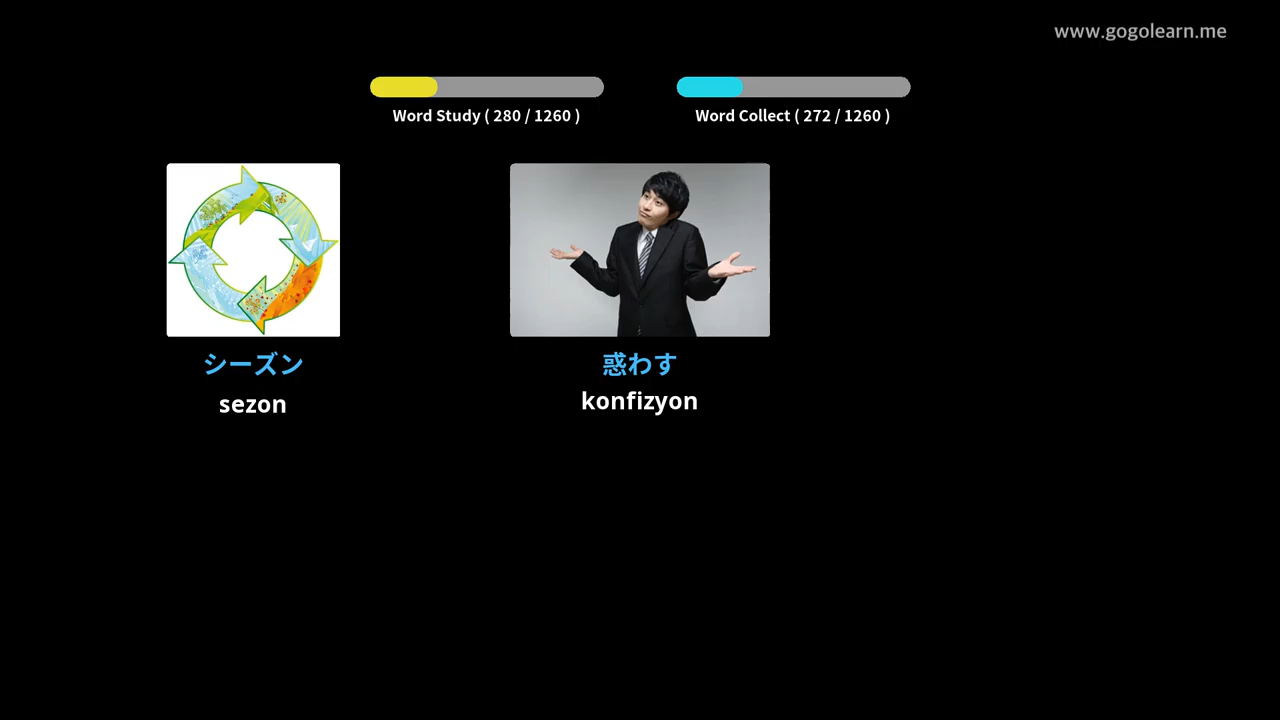 www.gogolearn.me
Word Study ( 280 / 1260 )
Word Collect ( 272 / 1260 )
シーズン
sezon
惑わす
konfizyon